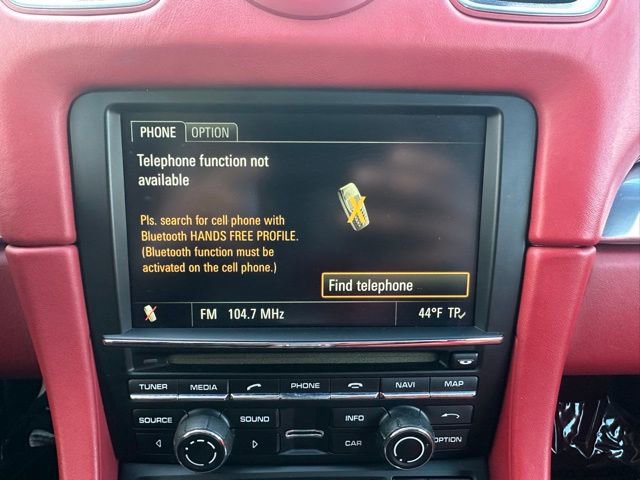 PHONE OPTION
Telephone function not
available
Pls. search for cell phone with
Bluetooth HANDS FREE PROFILE.
(Bluetooth function must be
activated on the cell phone.)
Find telephone
FM 104.7 MHz 44°F TP✓
TUNER MEDIA PHONE NAVI MAP
SOURCE SOUND INFO
CAR OPTION